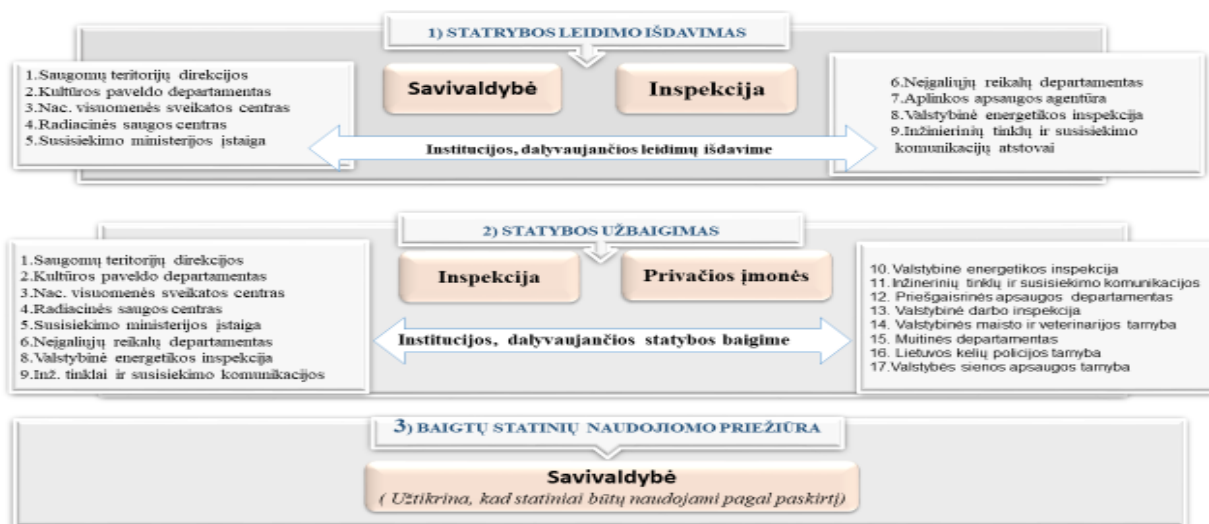 1) STATRYBOS LEIDIMO IŠDAVIMAS
1.Saugomų teritorijų direkcijos
2.Kultūros paveldo departamentas
3.Nac. visuomenės sveikatos centras
4.Radiacinės saugos centras
5.Susisiekimo ministerijos įstaiga
Savivaldybė
Inspekcija
6.Neįgaliųjų reikalų departamentas
7.Aplinkos apsaugos agentūra
8.Valstybinė energetikos inspekcija
9.Inžinierinių tinklų ir susisiekimo
komunikacijų atstovai
Institucijos, dalyvaujančios leidimų išdavime
2) STATYBOS UŽBAIGIMAS
1.Saugomų teritorijų direkcijos
2.Kultūros paveldo departamentas
3.Nac. visuomenės sveikatos centras
4.Radiacinės saugos centras
5.Susisiekimo ministerijos įstaiga
6.Neįgaliųjų reikalų departamentas
8.Valstybinė energetikos inspekcija
9.Inž. tinklai ir susisiekimo komunikacijos
Inspekcija
Privačios įmonės
Institucijos, dalyvaujančios statybos baigime
10. Valstybinė energetikos inspekcija
11. Inžinerinių tinklų ir susisiekimo komunikacijos
12. Priešgaisrinės apsaugos departamentas
13. Valstybinė darbo inspekcija
14. Valstybinės maisto ir veterinarijos tarnyba
15. Muitinės departamentas
16. Lietuvos kelių policijos tarnyba
17. Valstybės sienos apsaugos tarnyba
3) BAIGTŲ STATINIŲ NAUDOJIOMO PRIEŽIŪRA
Savivaldybė
( Užtikrina, kad statiniai būtų naudojami pagal paskirtį)